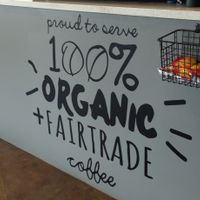 proud to serve
100%
ORGANIC
+FAIRTRADE
coffee